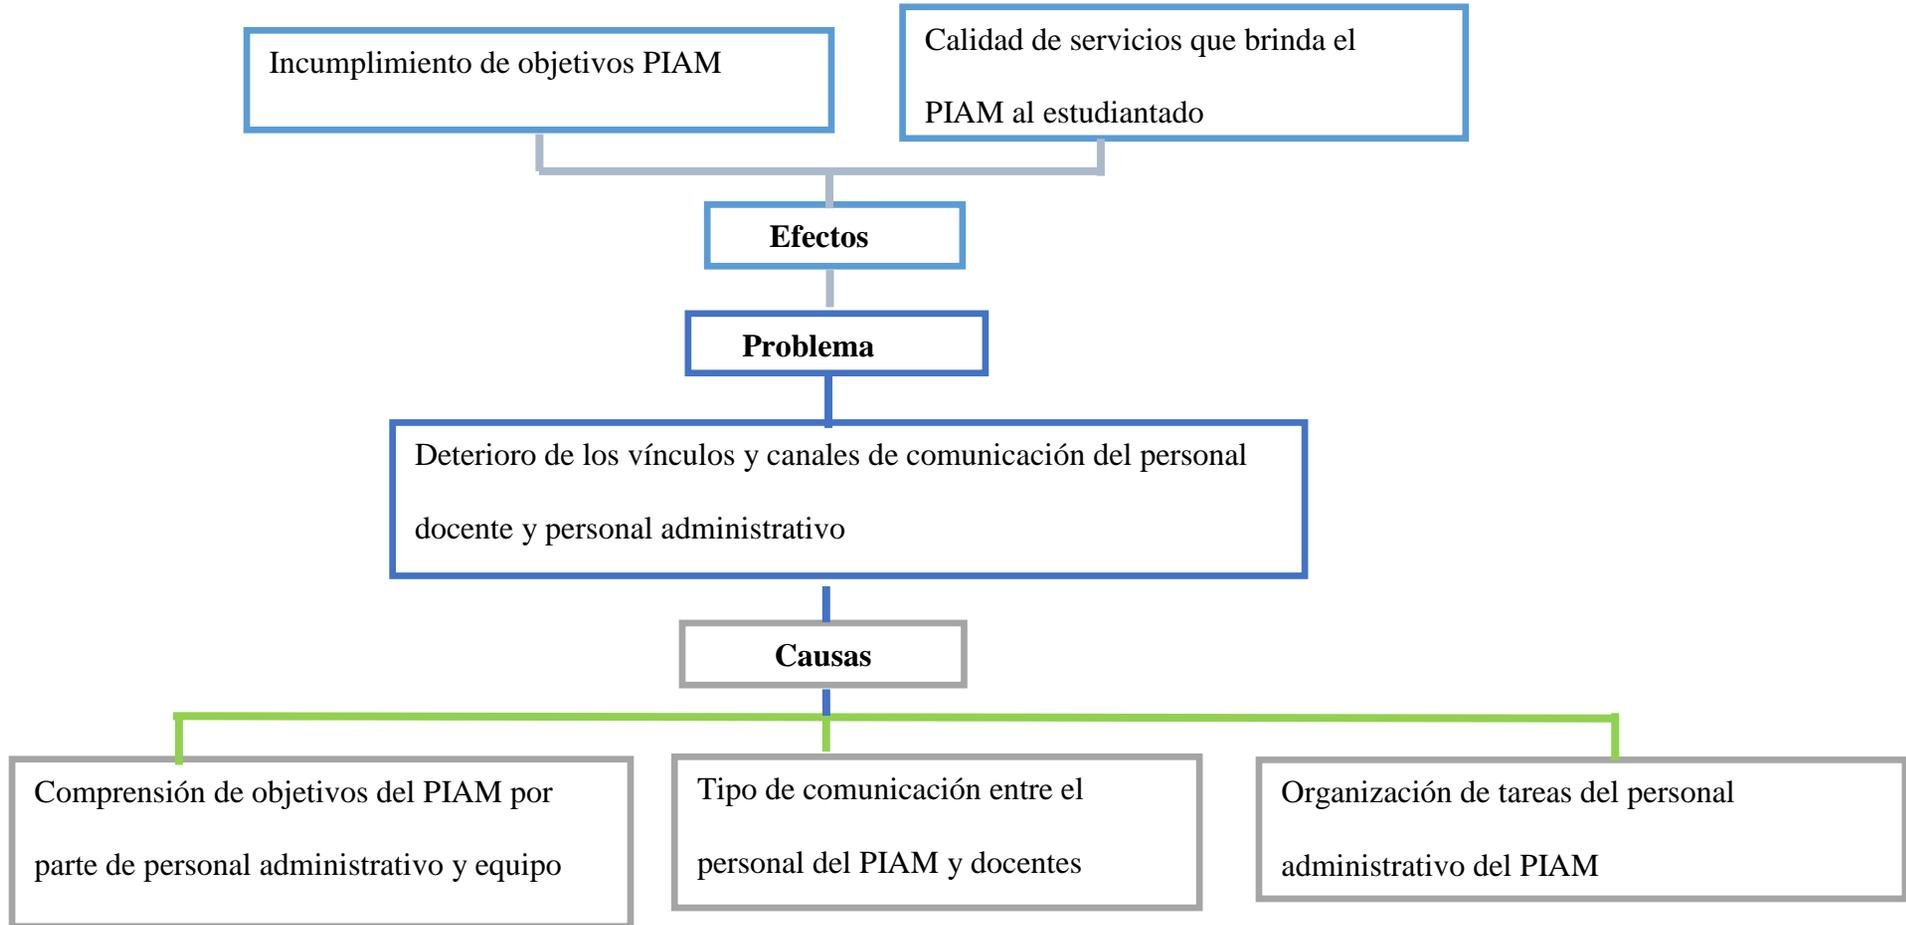 Incumplimiento de objetivos PIAM
Calidad de servicios que brinda el
PIAM al estudiantado
Efectos
Problema
Deterioro de los vínculos y canales de comunicación del personal
docente y personal administrativo
Causas
Comprensión de objetivos del PIAM por
parte de personal administrativo y equipo
Tipo de comunicación entre el
personal del PIAM y docentes
Organización de tareas del personal
administrativo del PIAM